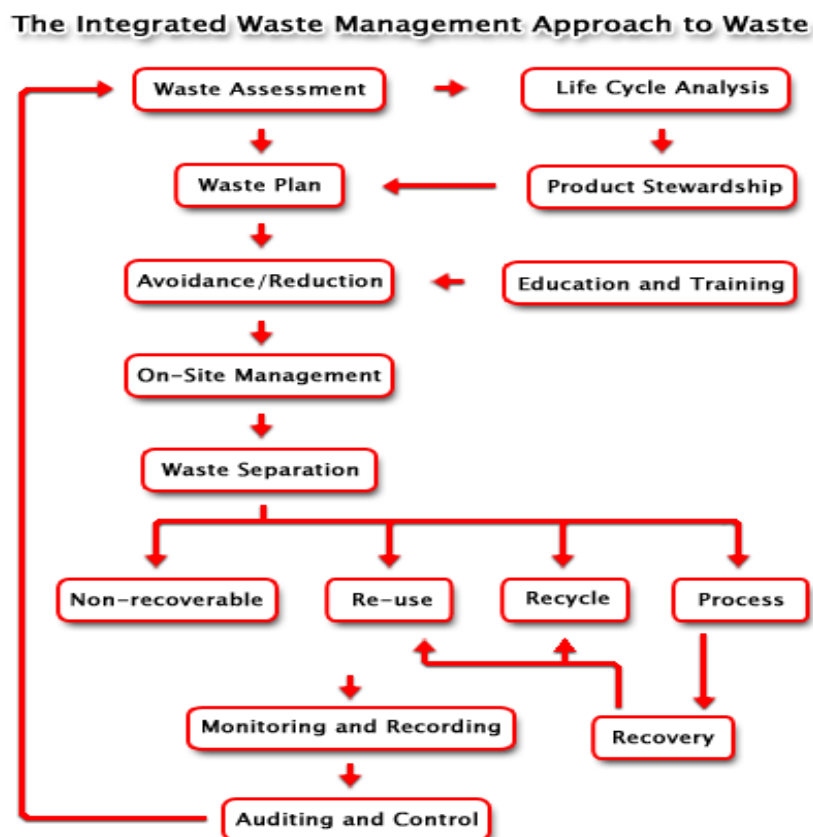 The Integrated Waste Management Approach to Waste
Waste Assessment
Life Cycle Analysis
Waste Plan
Product Stewardship
Avoidance/Reduction
Education and Training
On-Site Management
Waste Separation
Non-recoverable
Re-use
Recycle
Process
Monitoring and Recording
Recovery
Auditing and Control